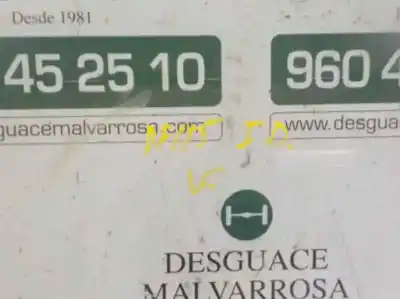 Desde 1981
45 25 10
960 4
guacemalvarrosa.com
www.desgua
DESGUACE
MALVARROSA